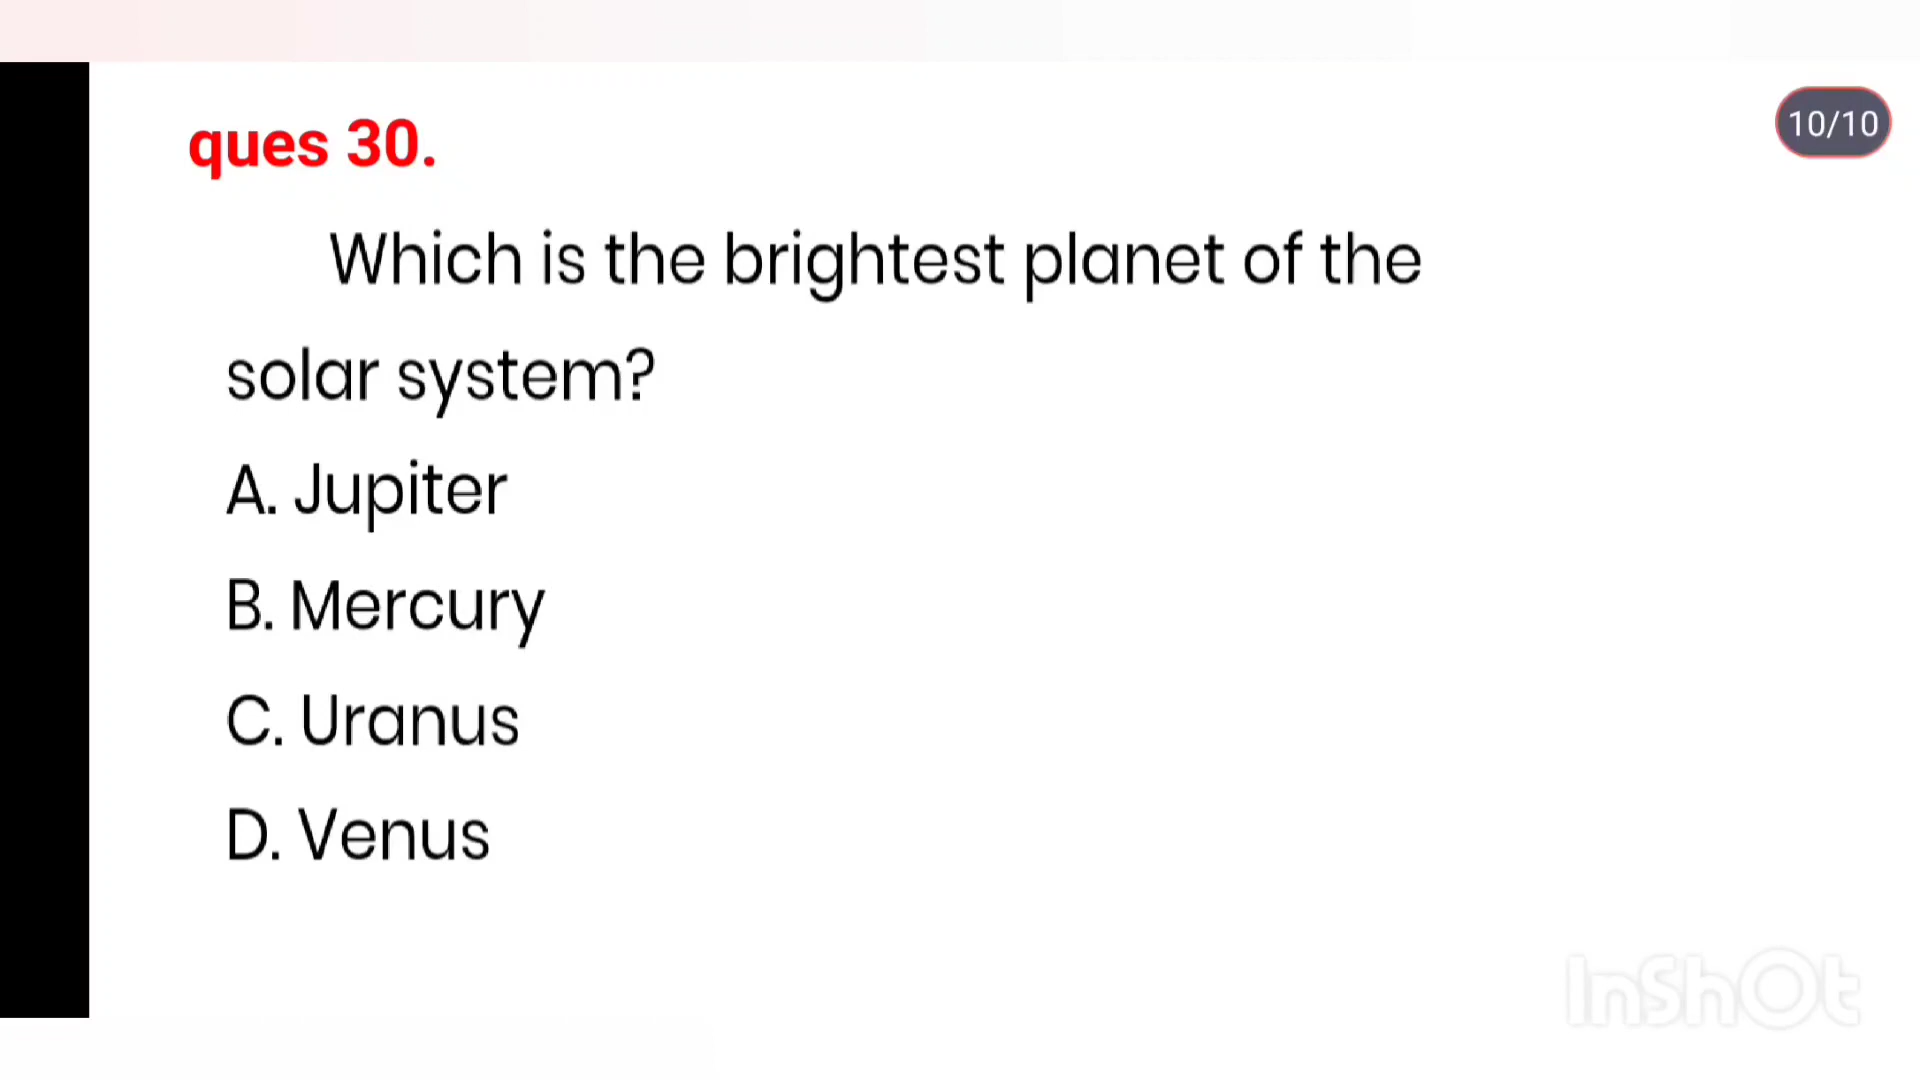 ques 30.
10/10
Which is the brightest planet of the
solar system?
A. Jupiter
B. Mercury
C. Uranus
D. Venus
InShOt